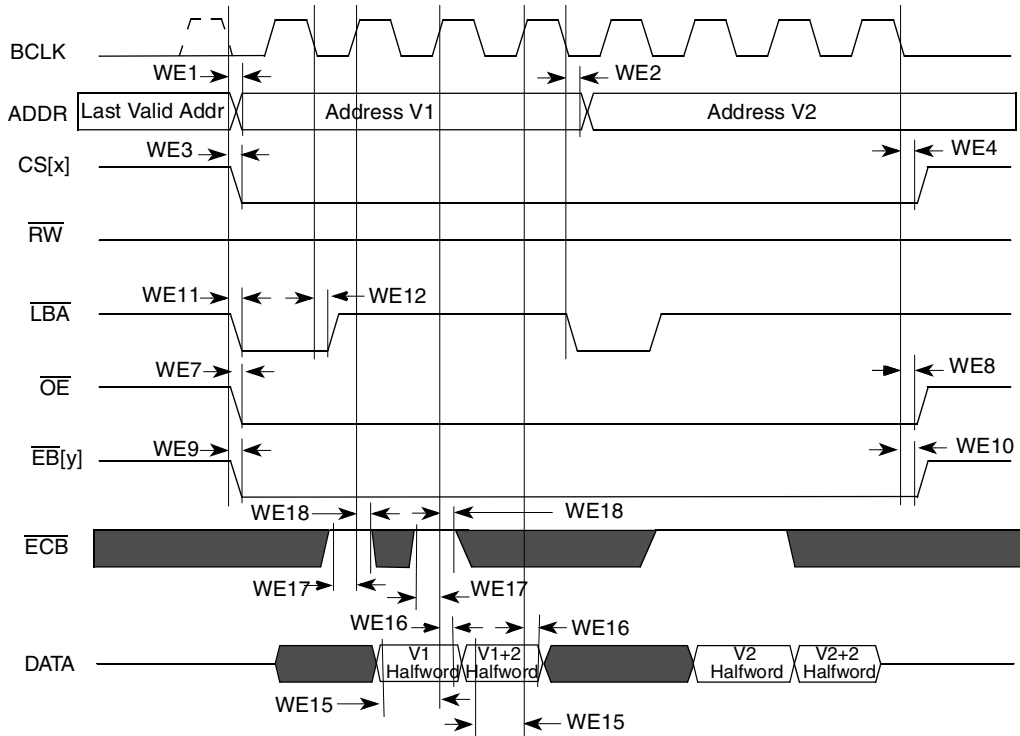 BCLK
WE1
WE2
ADDR
Last Valid Addr
Address V1
Address V2
WE3
WE4
CS[x]
RW
WE11
WE12
LBA
WE7
WE8
OE
WE9
WE10
EB[y]
WE18
WE18
ECB
WE17
WE17
WE16
WE16
DATA
V1
Halfword
V1+2
Halfword
V2
Halfword
V2+2
Halfword
WE15
WE15